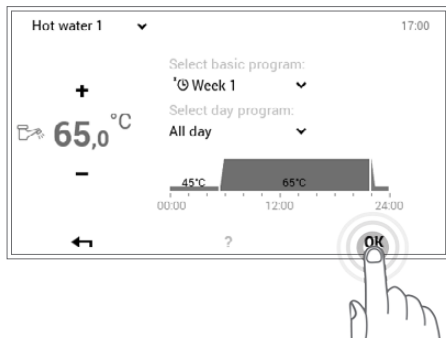 Hot water 1
17:00
Select basic program:
Week 1
Select day program:
All day
+
65,0 °C
−
45°C 65°C
00:00 12:00 24:00
? OK